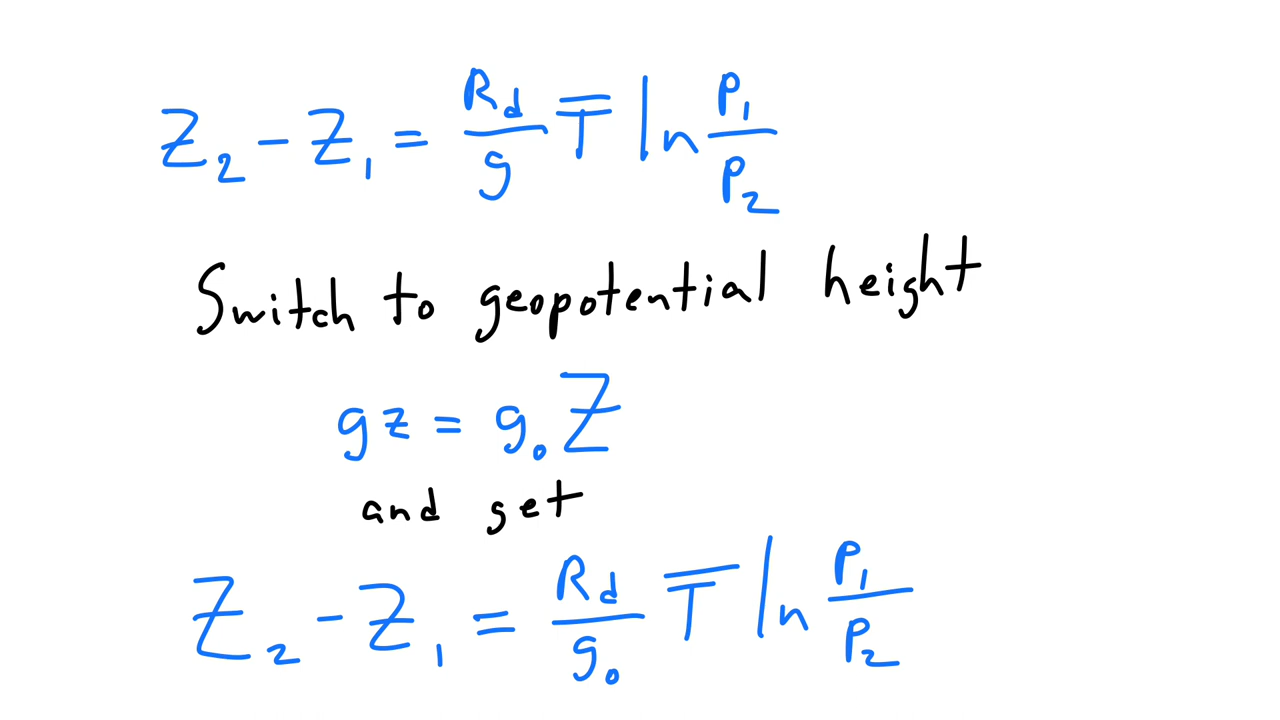 Z₂ - Z₁ = R_d/g T̅ ln P₁/P₂
Switch to geopotential height
gz = g₀Z
and get
Z₂ - Z₁ = R_d/g₀ T̅ ln P₁/P₂